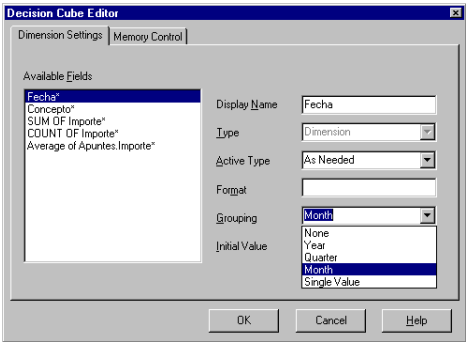 Decision Cube Editor
Dimension Settings
Memory Control
Available Fields
Fecha*
Concepto*
SUM OF Importe*
COUNT OF Importe*
Average of Apuntes.Importe*
Display Name
Fecha
Type
Dimension
Active Type
As Needed
Format
Grouping
Month
None
Year
Quarter
Month
Single Value
Initial Value
OK
Cancel
Help